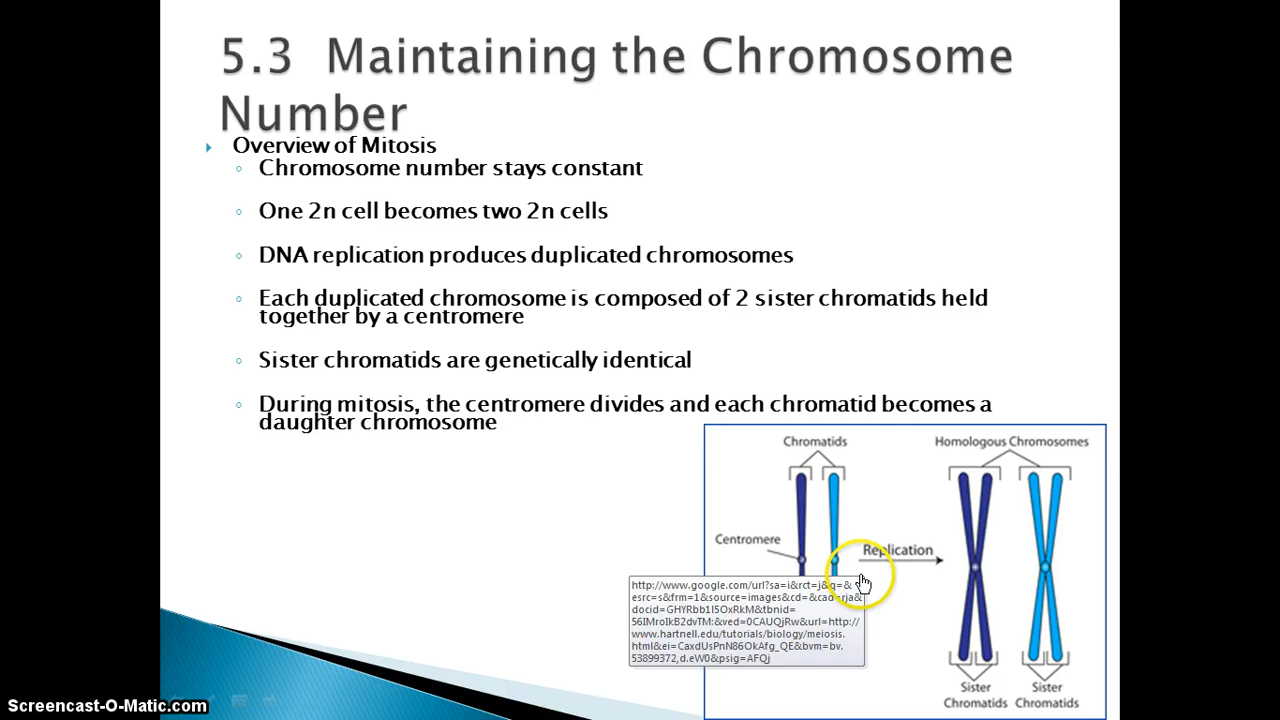 5.3 Maintaining the Chromosome
Number
Overview of Mitosis
Chromosome number stays constant
One 2n cell becomes two 2n cells
DNA replication produces duplicated chromosomes
Each duplicated chromosome is composed of 2 sister chromatids held
together by a centromere
Sister chromatids are genetically identical
During mitosis, the centromere divides and each chromatid becomes a
daughter chromosome
Chromatids
Homologous Chromosomes
Centromere
Replication
http://www.google.com/url?sa=i&rct=j&q=&
esrc=s&frm=1&source=images&cd=&cad=rja&
docid=GHYRbb1I5OxRkM&tbnid=
56IMroIkB2dvTM:&ved=0CAUQjRw&url=http://
www.hartnell.edu/tutorials/biology/meiosis.
html&ei=CaxdUsPnN86OkAfg_QE&bvm=bv.
53899372,d.eW0&psig=AFQj
Sister Sister
Chromatids Chromatids
Screencast-O-Matic.com